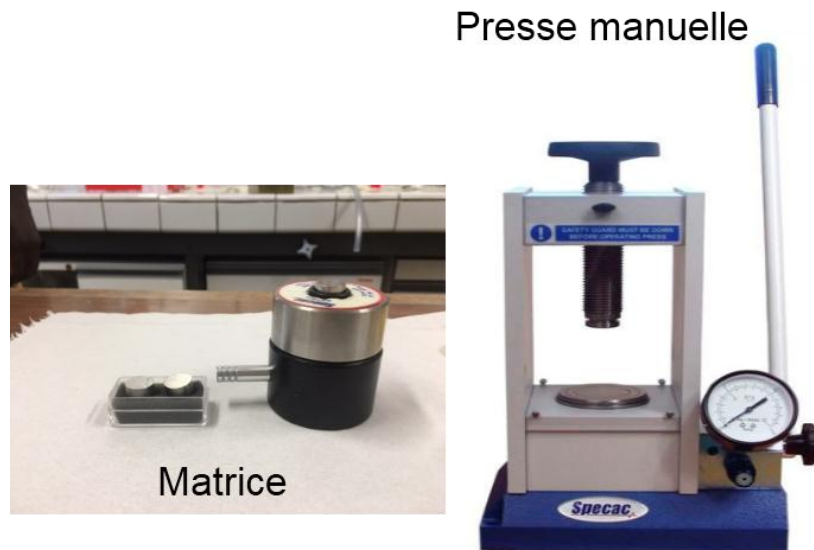 Presse manuelle
SAFETY GUARD MUST BE DOWN
BEFORE OPERATING PRESS
Matrice
Specac